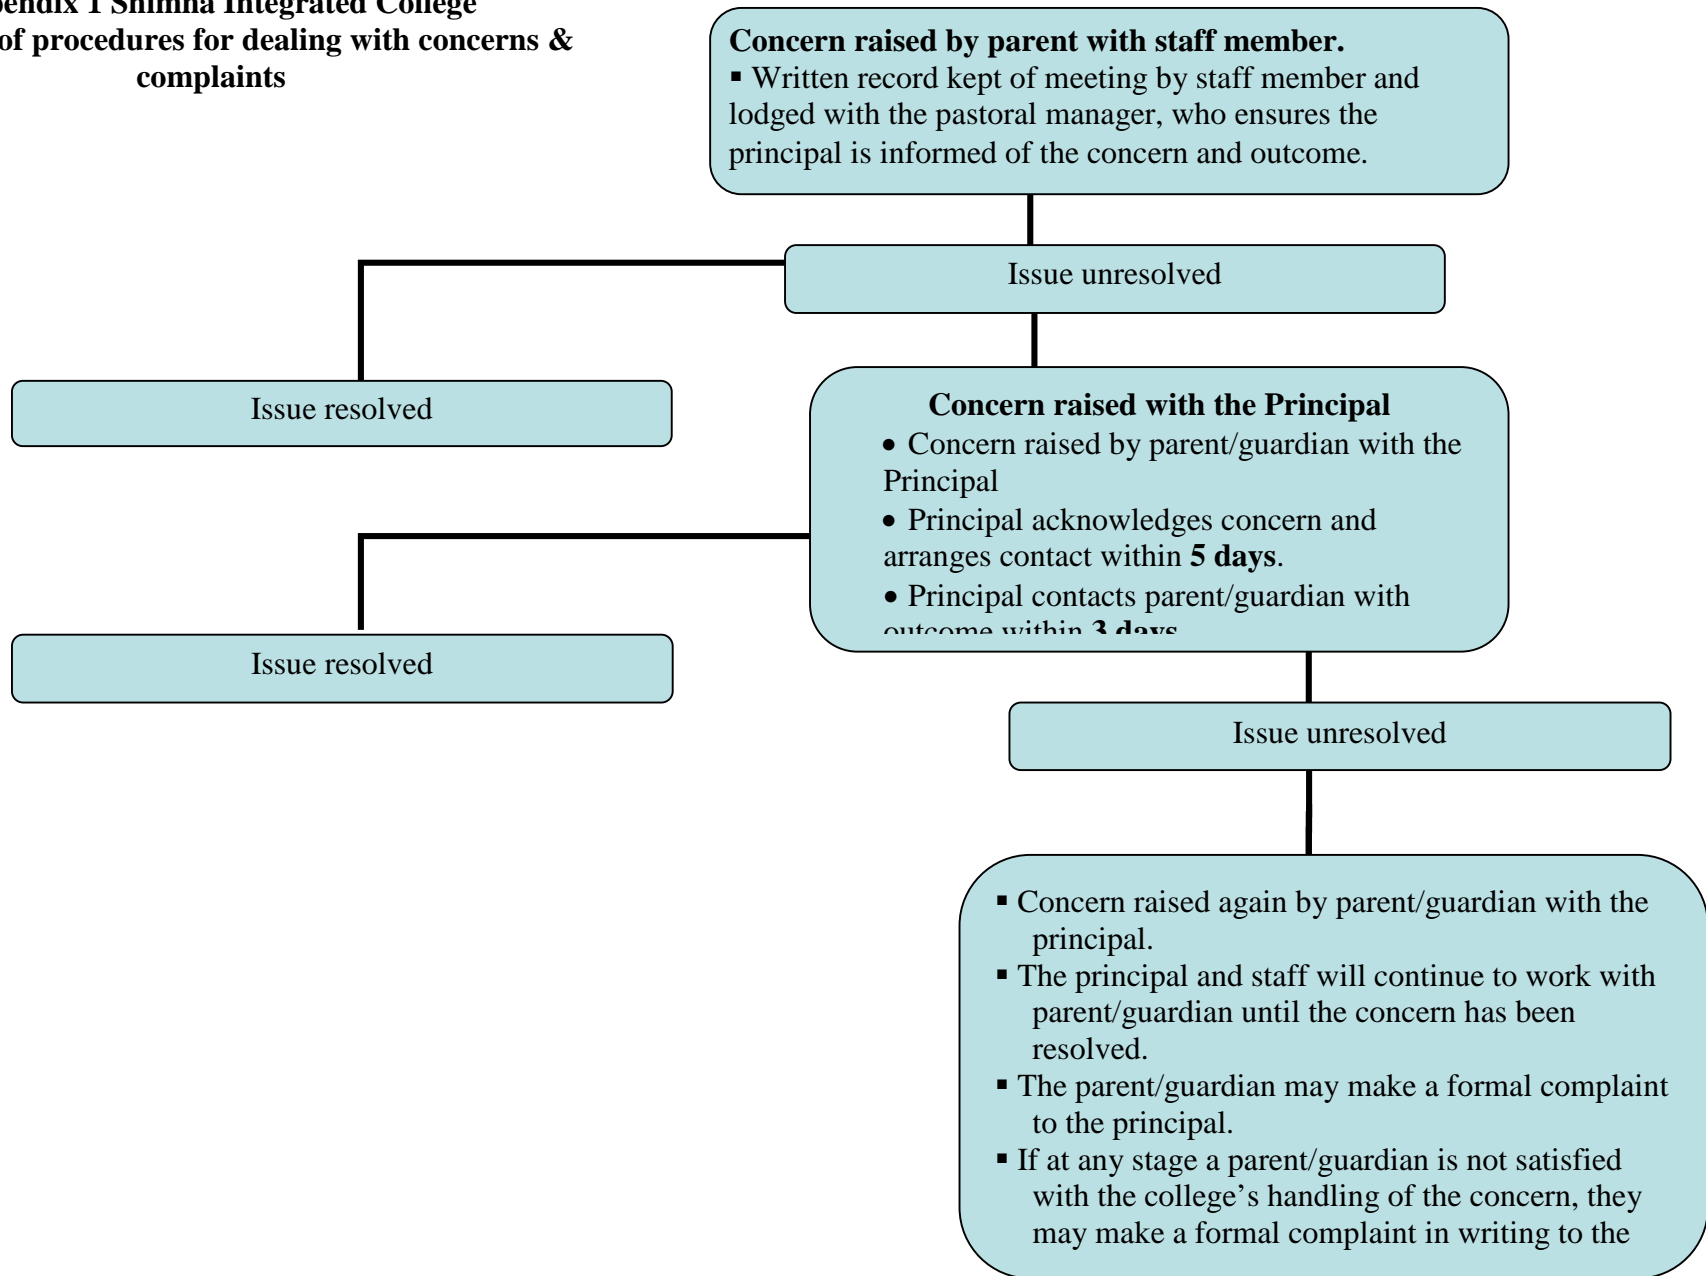 Appendix 1 Shimna Integrated College
of procedures for dealing with concerns &
complaints
Concern raised by parent with staff member.
▪ Written record kept of meeting by staff member and
lodged with the pastoral manager, who ensures the
principal is informed of the concern and outcome.
Issue unresolved
Issue resolved
Concern raised with the Principal
• Concern raised by parent/guardian with the
Principal
• Principal acknowledges concern and
arranges contact within 5 days.
• Principal contacts parent/guardian with
outcome within 3 days
Issue resolved
Issue unresolved
▪ Concern raised again by parent/guardian with the
principal.
▪ The principal and staff will continue to work with
parent/guardian until the concern has been
resolved.
▪ The parent/guardian may make a formal complaint
to the principal.
▪ If at any stage a parent/guardian is not satisfied
with the college’s handling of the concern, they
may make a formal complaint in writing to the